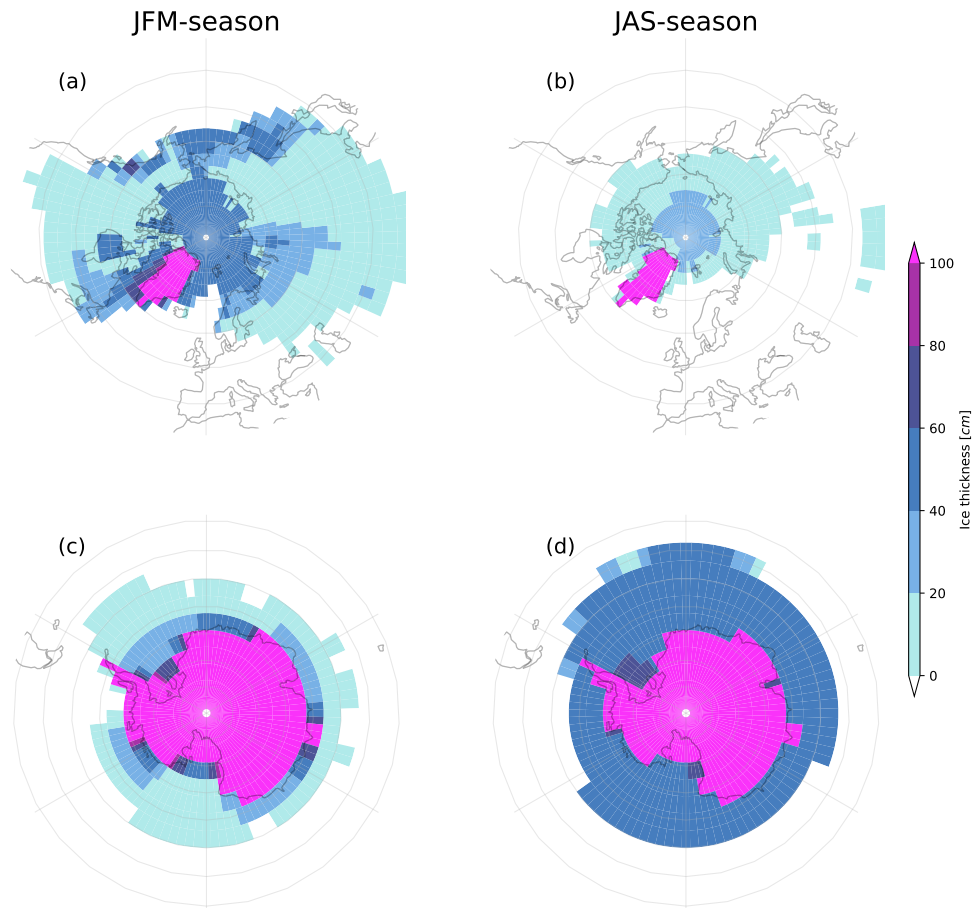 JFM-season
JAS-season
(a)
(b)
100
80
60
40
20
0
Ice thickness [cm]
(c)
(d)